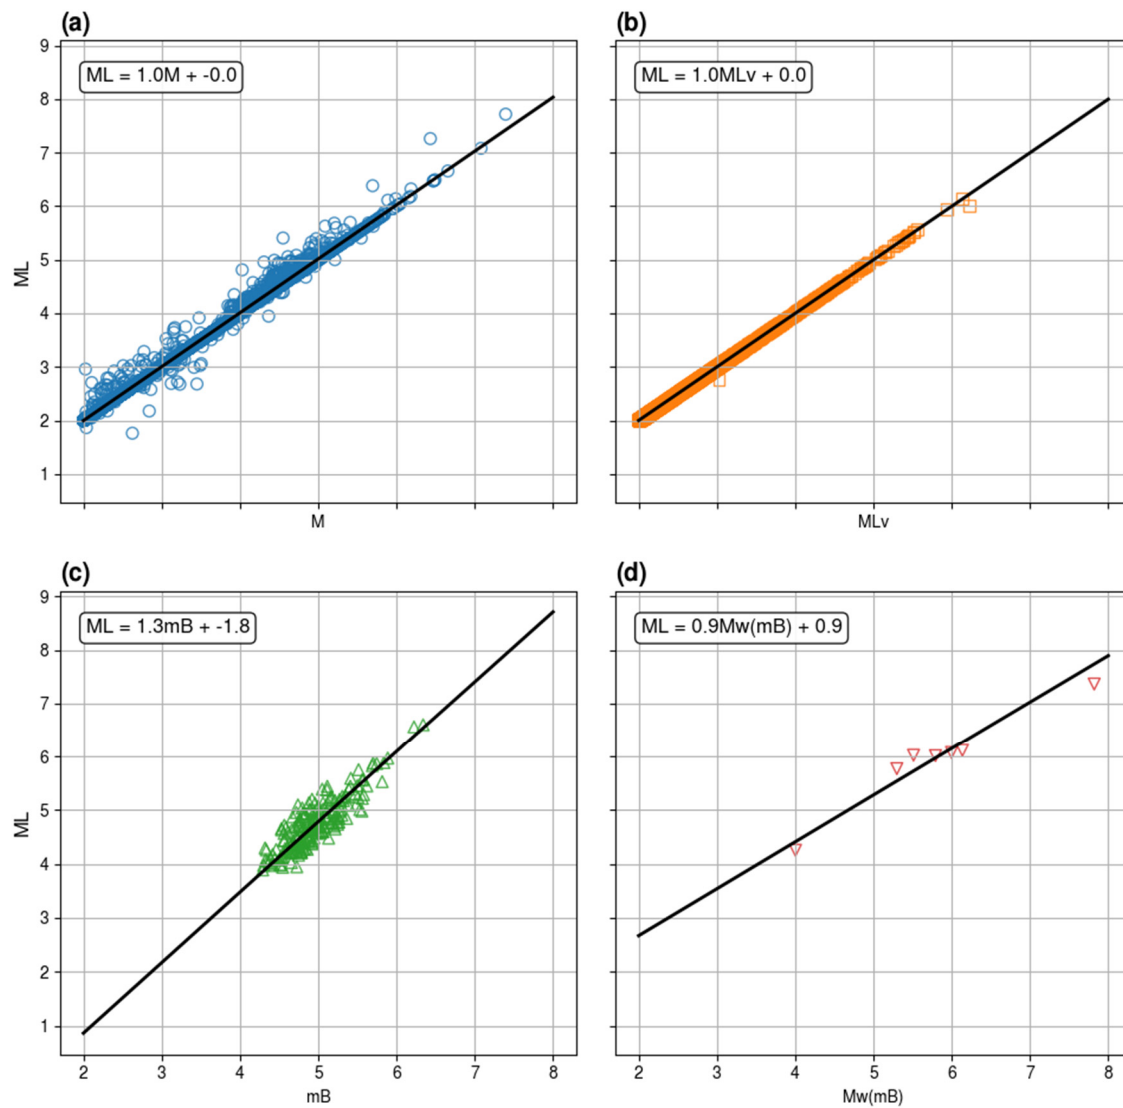 (a)
(b)
9
8
7
6
5
4
3
2
1
ML
ML = 1.0M + -0.0
ML = 1.0MLv + 0.0
M
MLv
(c)
(d)
9
8
7
6
5
4
3
2
1
ML
ML = 1.3mB + -1.8
ML = 0.9Mw(mB) + 0.9
2 3 4 5 6 7 8
2 3 4 5 6 7 8
mB
Mw(mB)